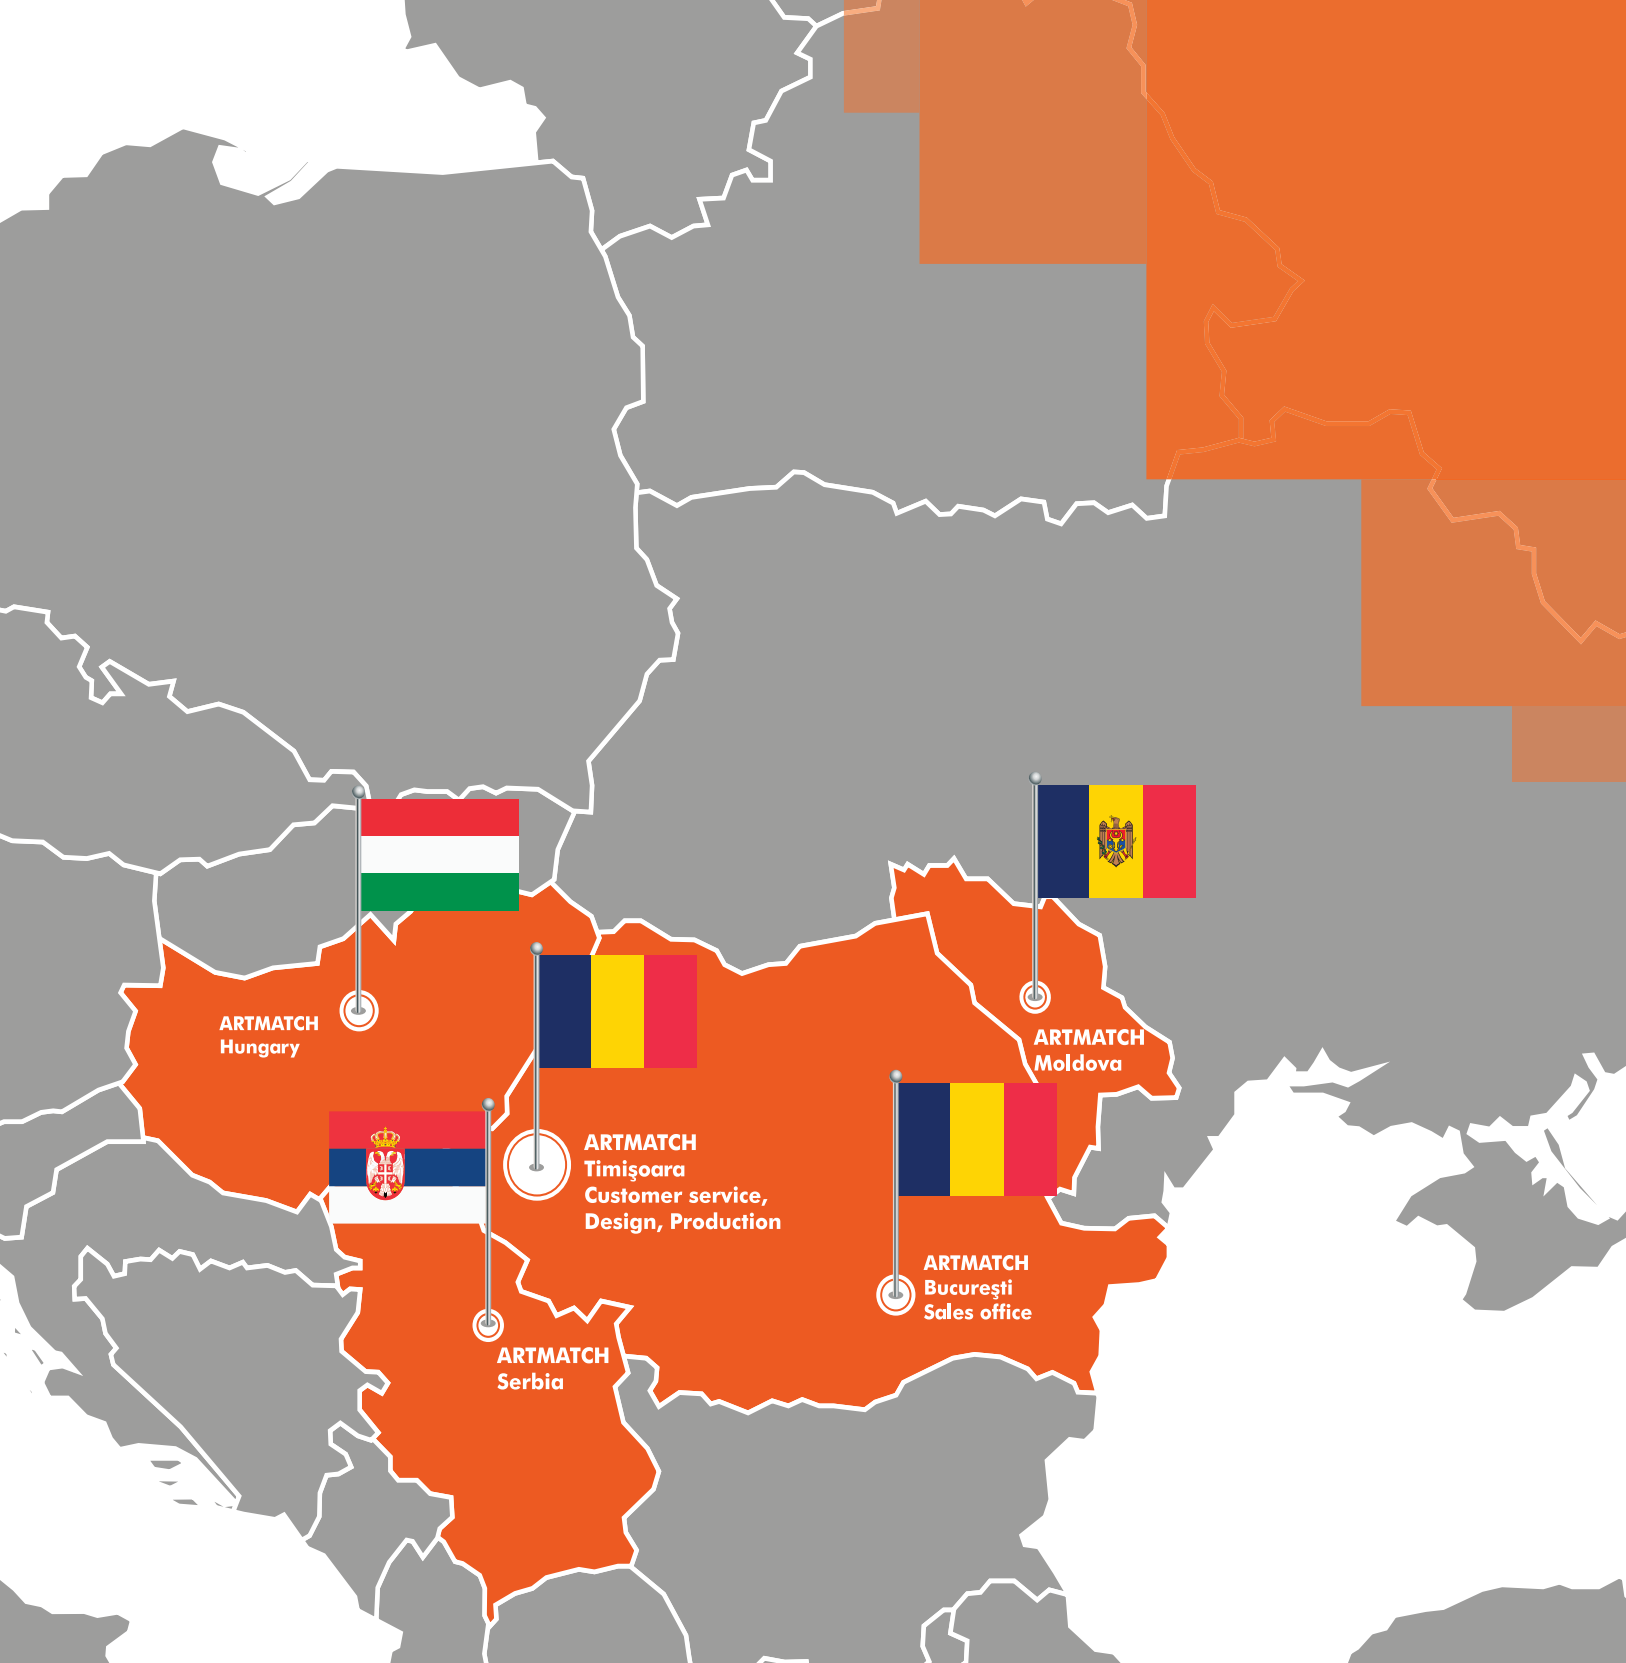 ARTMATCH
Hungary
ARTMATCH
Moldova
ARTMATCH
Timişoara
Customer service,
Design, Production
ARTMATCH
Bucureşti
Sales office
ARTMATCH
Serbia